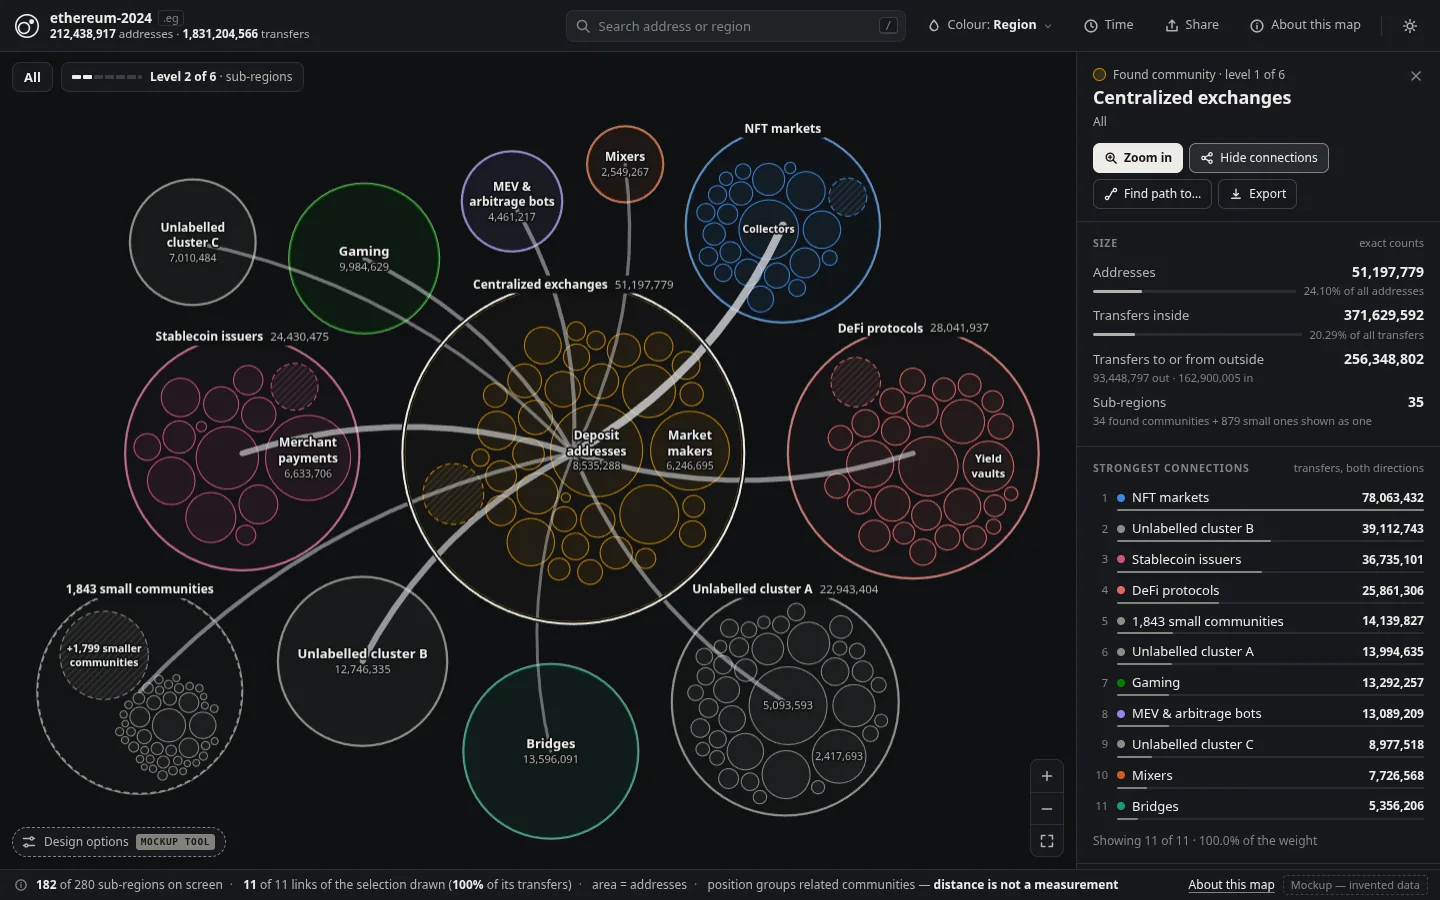 ethereum-2024 .eg
212,438,917 addresses · 1,831,204,566 transfers
Search address or region /
Colour: Region
Time
Share
About this map
All
Level 2 of 6 · sub-regions
NFT markets
Mixers
2,549,267
MEV &
arbitrage bots
4,461,217
Unlabelled
cluster C
7,010,484
Gaming
9,984,629
Collectors
Centralized exchanges 51,197,779
Stablecoin issuers 24,430,475
DeFi protocols 28,041,937
Merchant
payments
6,633,706
Deposit
addresses
8,535,288
Market
makers
6,246,695
Yield
vaults
1,843 small communities
+1,799 smaller
communities
Unlabelled cluster B
12,746,335
Unlabelled cluster A 22,943,404
5,093,593
2,417,693
Bridges
13,596,091
Design options MOCKUP TOOL
Found community · level 1 of 6
Centralized exchanges
All
Zoom in
Hide connections
Find path to...
Export
SIZE exact counts
Addresses 51,197,779
24.10% of all addresses
Transfers inside 371,629,592
20.29% of all transfers
Transfers to or from outside 256,348,802
93,448,797 out · 162,900,005 in
Sub-regions 35
34 found communities + 879 small ones shown as one
STRONGEST CONNECTIONS transfers, both directions
1 NFT markets 78,063,432
2 Unlabelled cluster B 39,112,743
3 Stablecoin issuers 36,735,101
4 DeFi protocols 25,861,306
5 1,843 small communities 14,139,827
6 Unlabelled cluster A 13,994,635
7 Gaming 13,292,257
8 MEV & arbitrage bots 13,089,209
9 Unlabelled cluster C 8,977,518
10 Mixers 7,726,568
11 Bridges 5,356,206
Showing 11 of 11 · 100.0% of the weight
182 of 280 sub-regions on screen · 11 of 11 links of the selection drawn (100% of its transfers) · area = addresses · position groups related communities — distance is not a measurement
About this map
Mockup — invented data